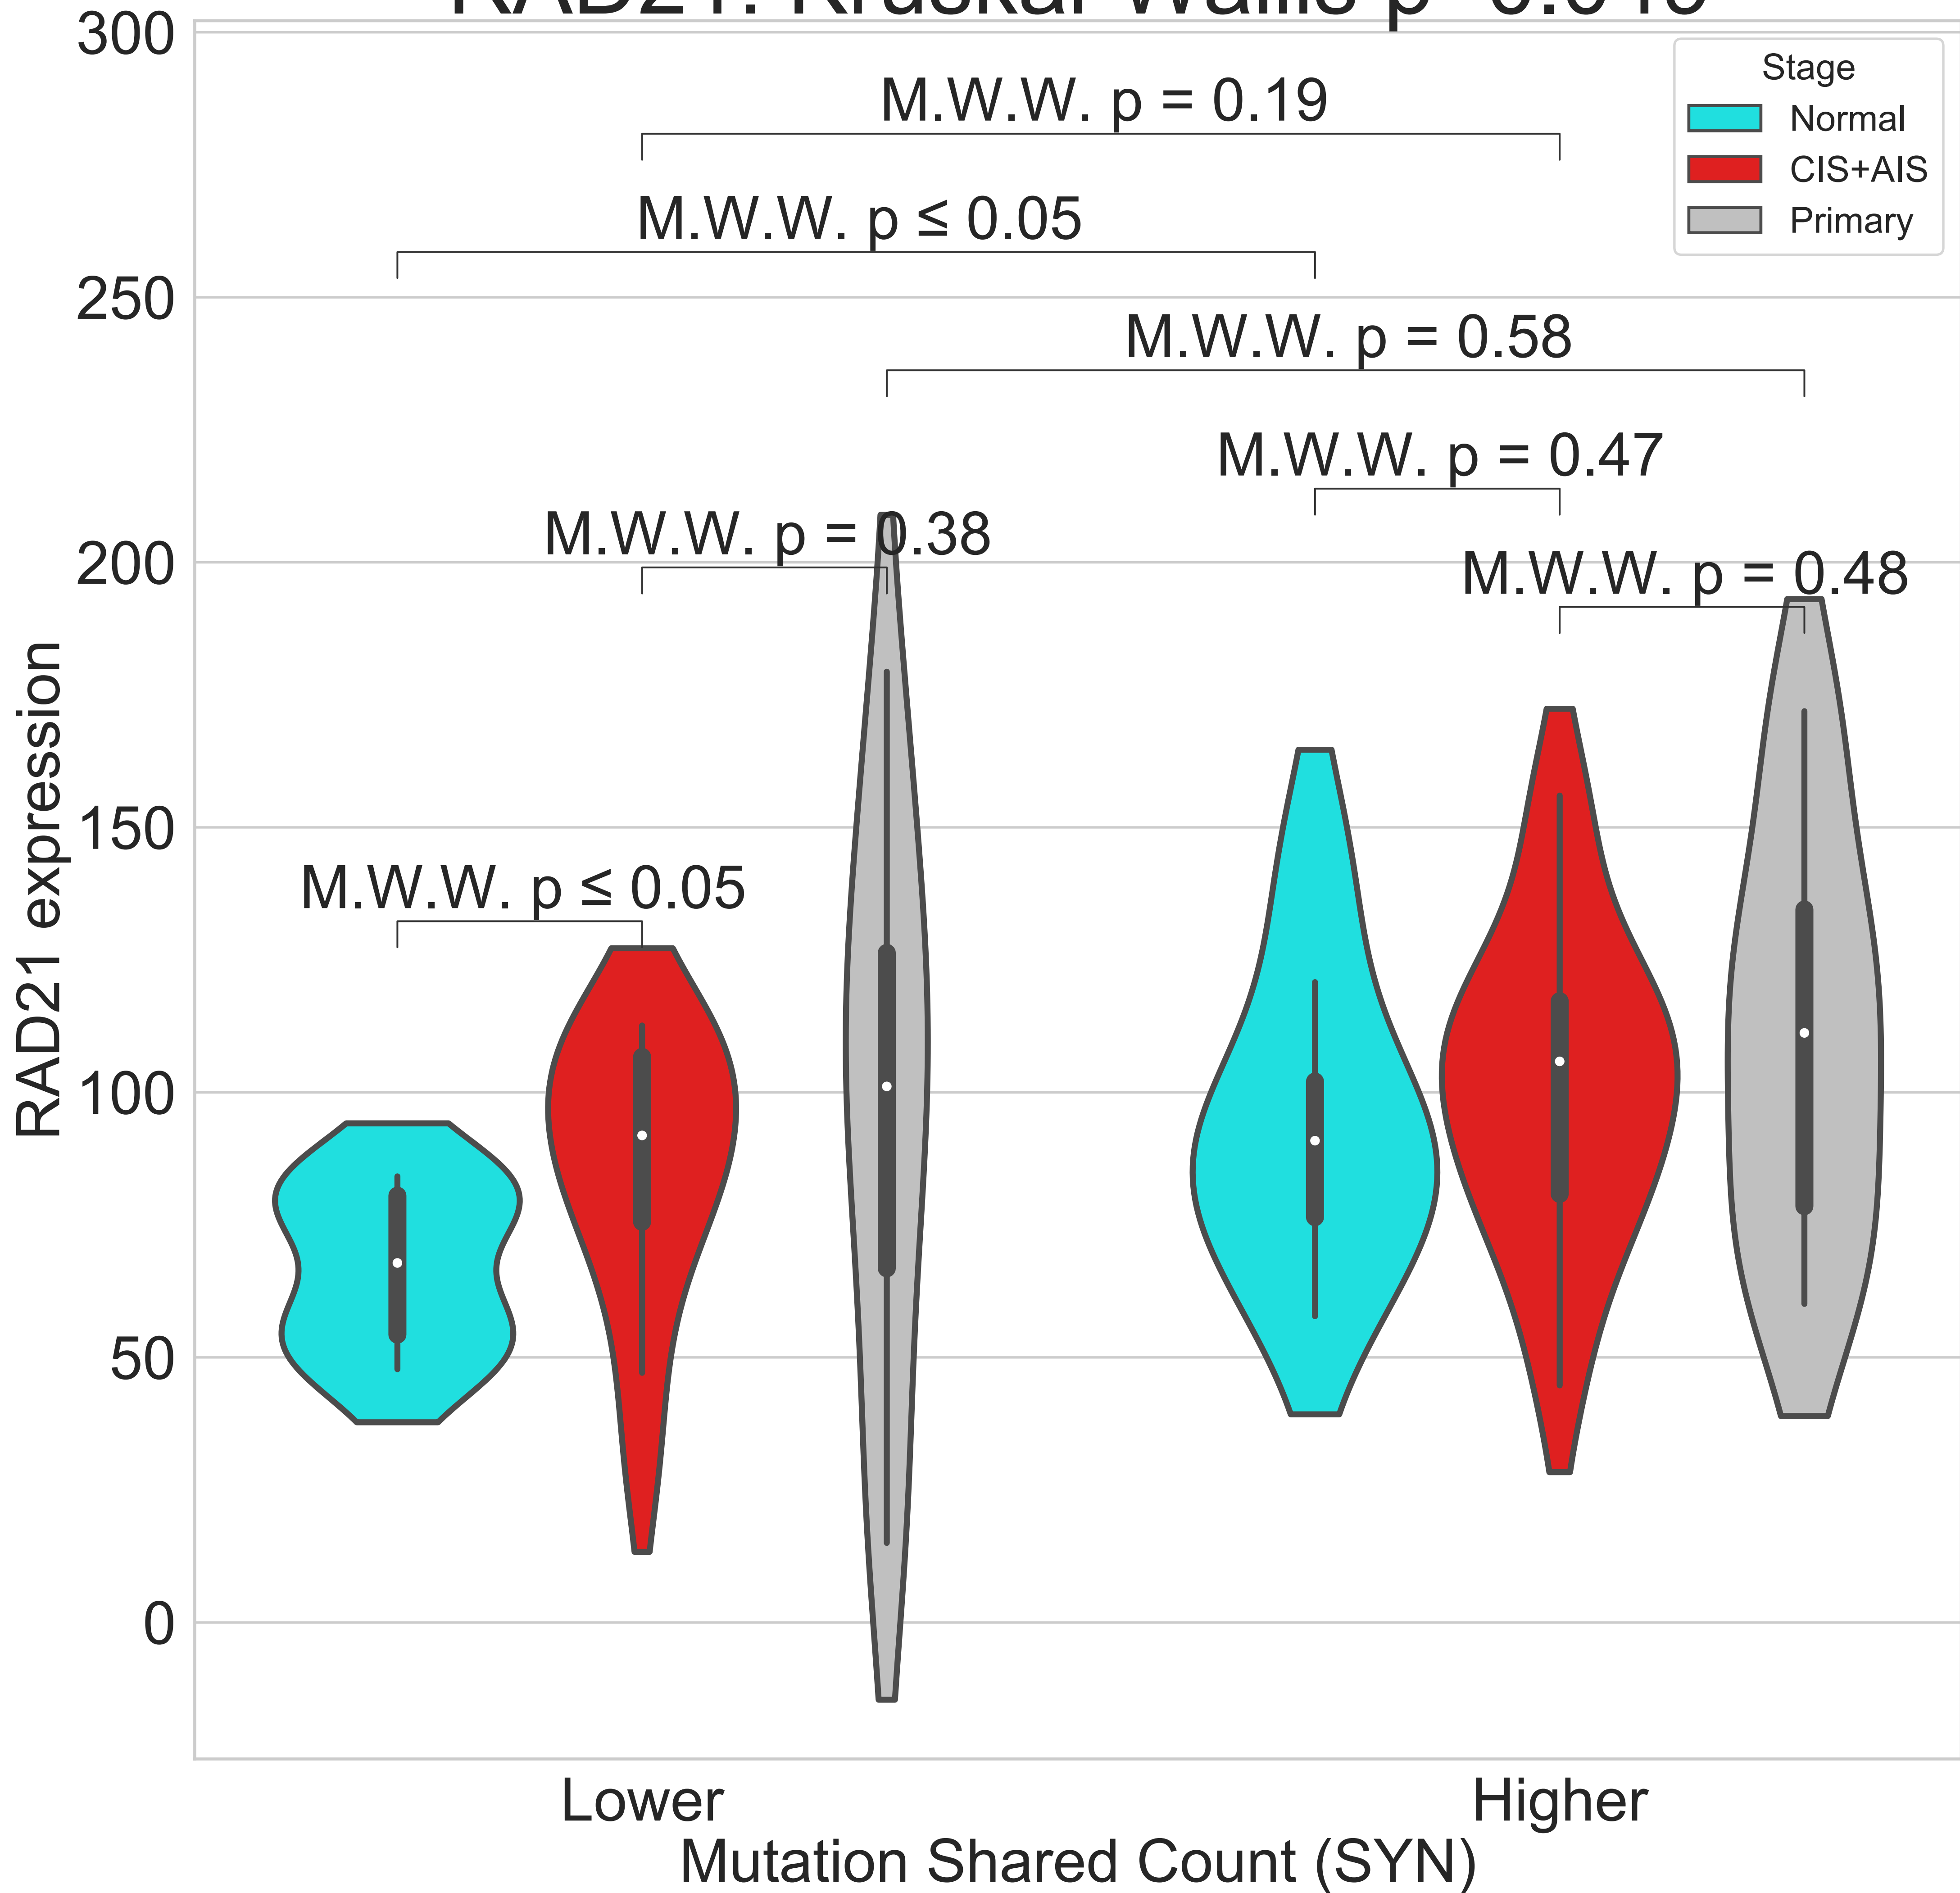 300
M.W.W. p = 0.19
Stage
Normal
CIS+AIS
Primary
M.W.W. p ≤ 0.05
250
M.W.W. p = 0.58
M.W.W. p = 0.47
M.W.W. p = 0.38
200
M.W.W. p = 0.48
150
M.W.W. p ≤ 0.05
RAD21 expression
100
50
0
Lower
Higher
Mutation Shared Count (SYN)